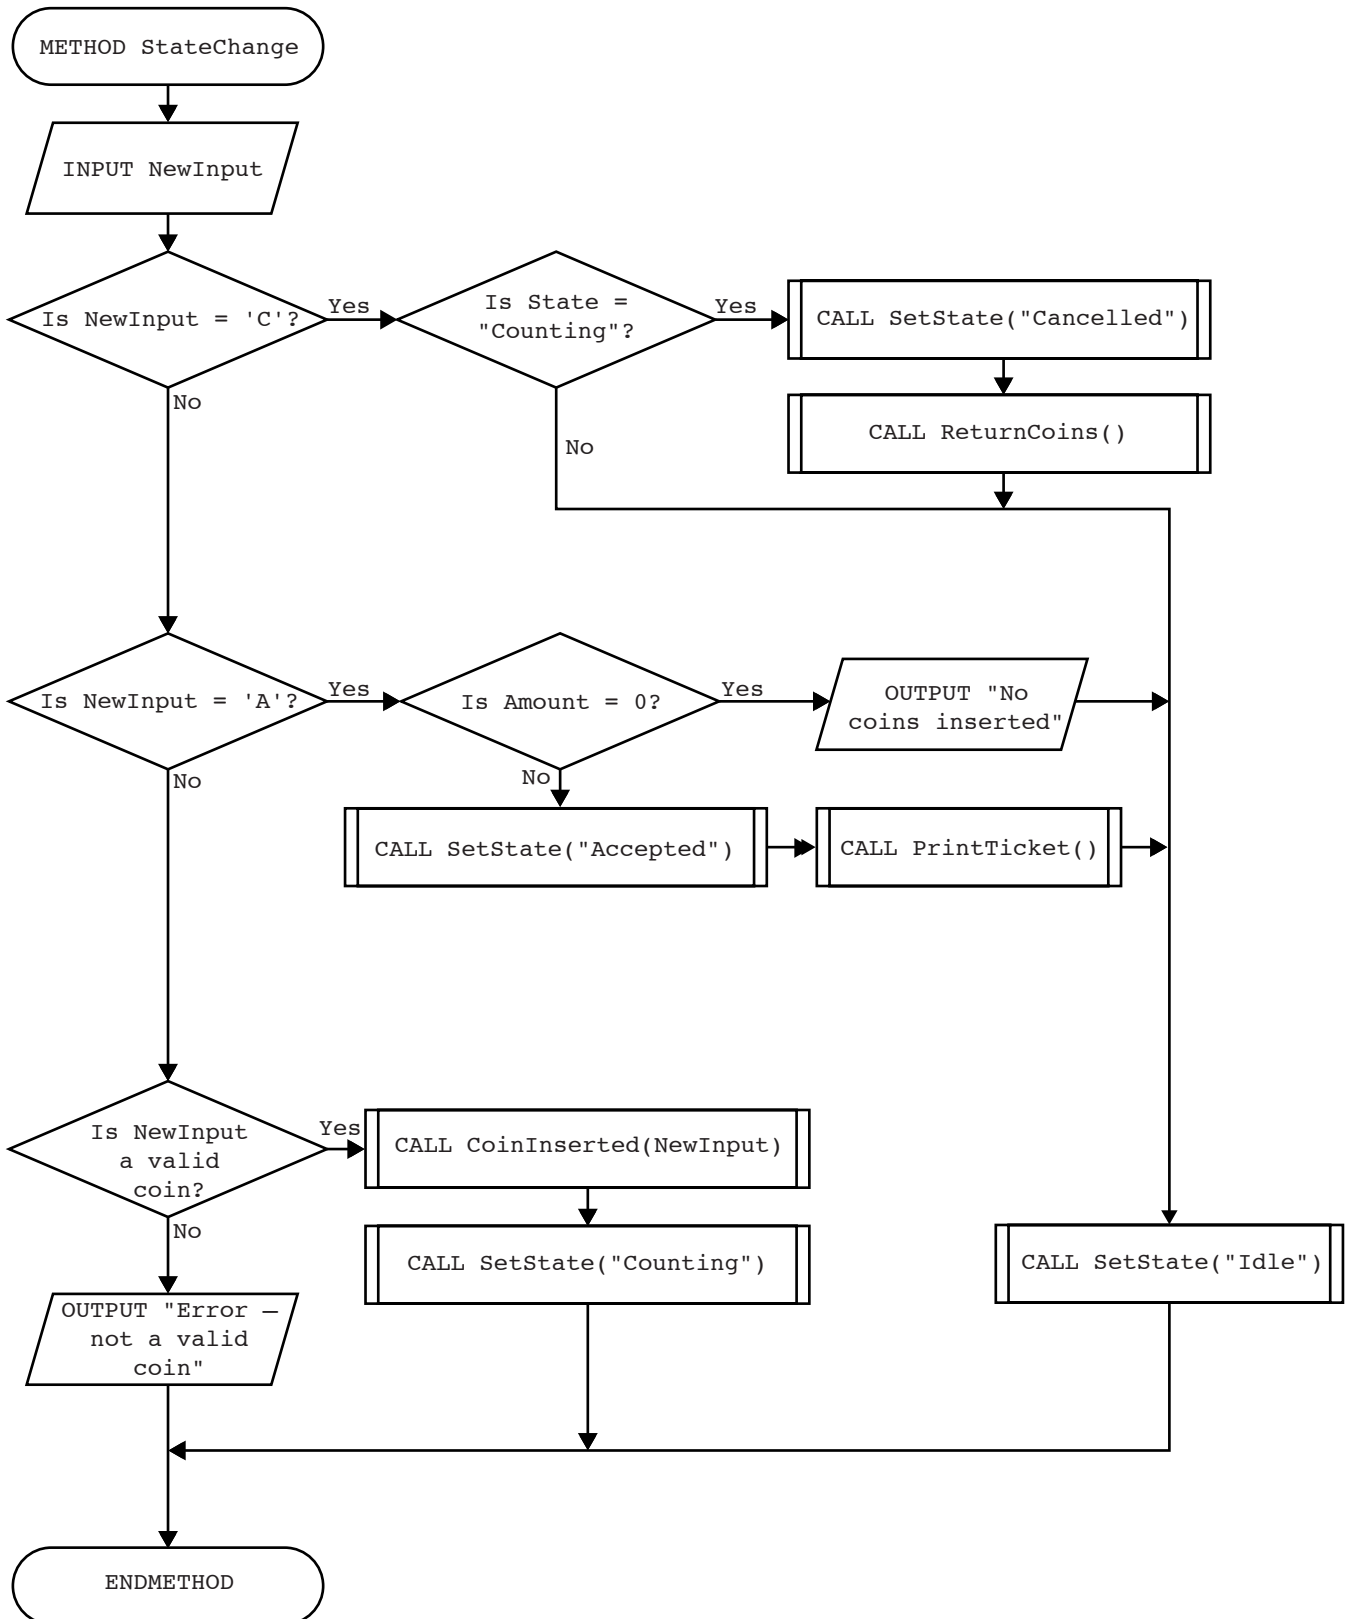 METHOD StateChange
INPUT NewInput
Is NewInput = 'C'?
Yes
Is State =
"Counting"?
Yes
CALL SetState("Cancelled")
No
CALL ReturnCoins()
No
Is NewInput = 'A'?
Yes
Is Amount = 0?
Yes
OUTPUT "No
coins inserted"
No
No
CALL SetState("Accepted")
CALL PrintTicket()
Is NewInput
a valid
coin?
Yes
CALL CoinInserted(NewInput)
No
CALL SetState("Counting")
CALL SetState("Idle")
OUTPUT "Error –
not a valid
coin"
ENDMETHOD